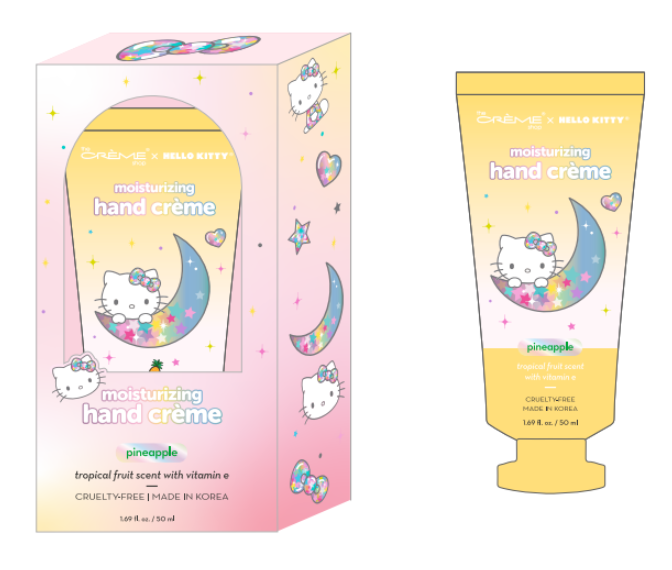 THE
CRÈME
SHOP
x HELLO KITTY
moisturizing
hand crème
moisturizing
hand crème
pineapple
tropical fruit scent with vitamin e
CRUELTY-FREE | MADE IN KOREA
1.69 fl. oz. / 50 ml
THE
CRÈME
SHOP
x HELLO KITTY
moisturizing
hand crème
pineapple
tropical fruit scent
with vitamin e
CRUELTY-FREE
MADE IN KOREA
1.69 fl. oz. / 50 ml